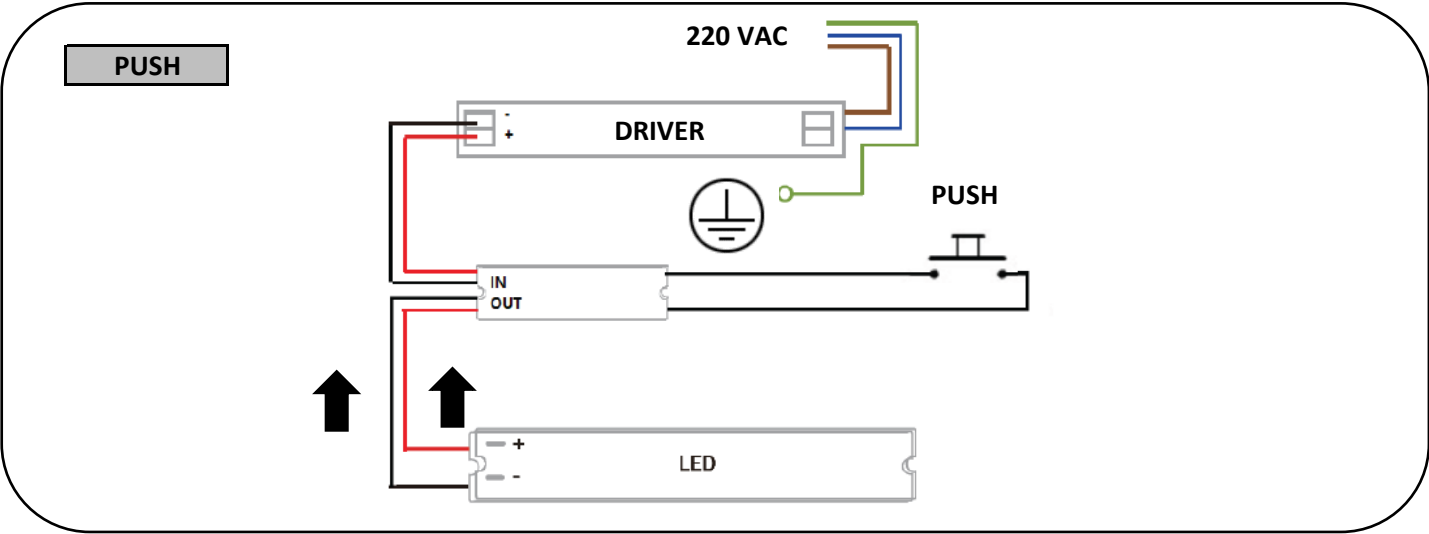 220 VAC
PUSH
-
DRIVER
+
PUSH
IN
OUT
+
LED
-